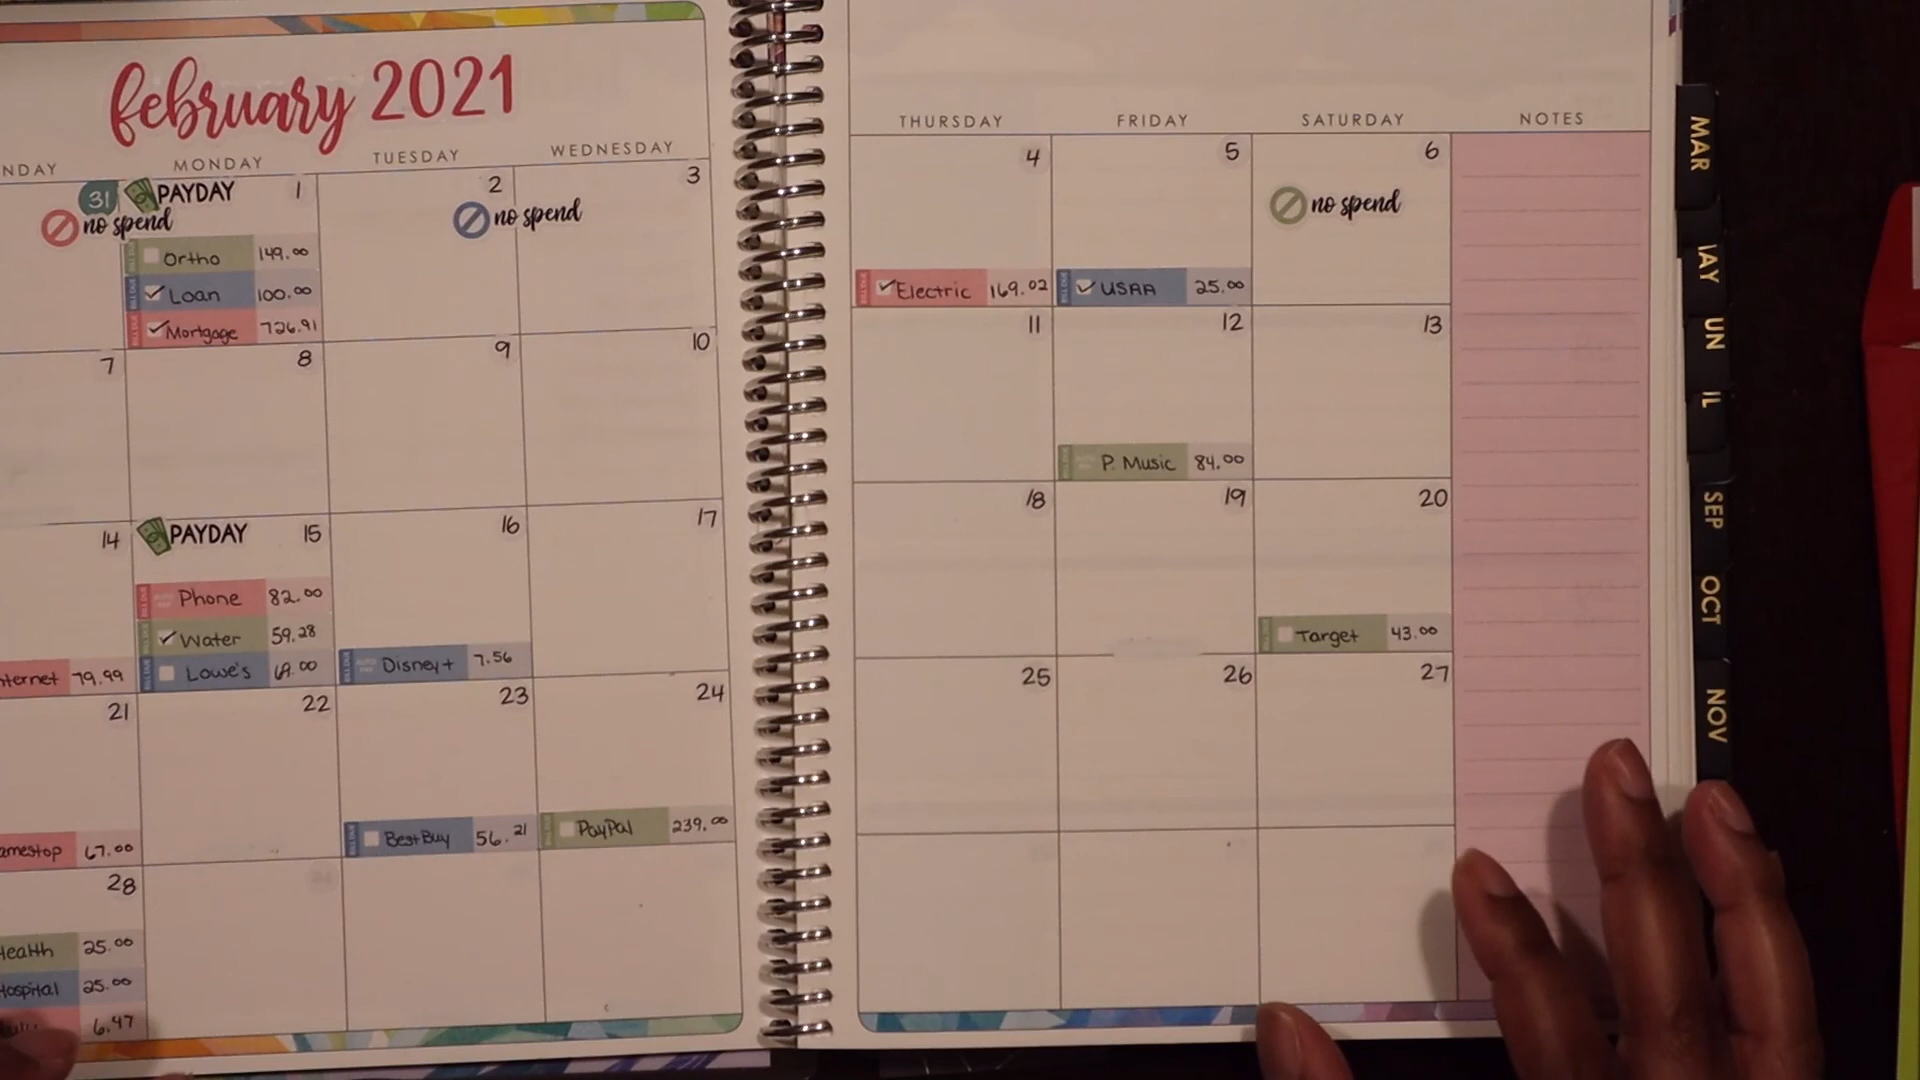 february 2021
NDAY MONDAY TUESDAY WEDNESDAY
THURSDAY FRIDAY SATURDAY NOTES
31 PAYDAY 1 2 3
no spend no spend
Ortho 149.00
Loan 100.00
Mortgage 726.91
4 5 6
no spend
Electric 169.02 USAA 25.00
7 8 9 10
11 12 13
P. Music 84.00
14 PAYDAY 15 16 17
Phone 82.00
Water 59.28
nternet 79.99 Lowe's 69.00 Disney+ 7.56
18 19 20
Target 43.00
21 22 23 24
amestop 67.00 BestBuy 56.21 PayPal 239.00
25 26 27
28
Health 25.00
Hospital 25.00
6.47
MAR
IAY
UN
IL
SEP
OCT
NOV